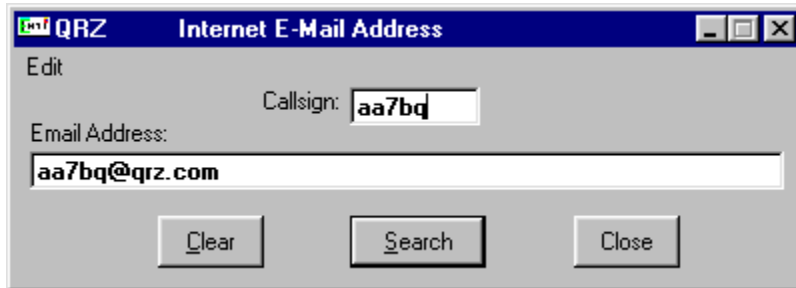 QRZ Internet E-Mail Address
Edit
Callsign: aa7bq
Email Address:
aa7bq@qrz.com
Clear Search Close